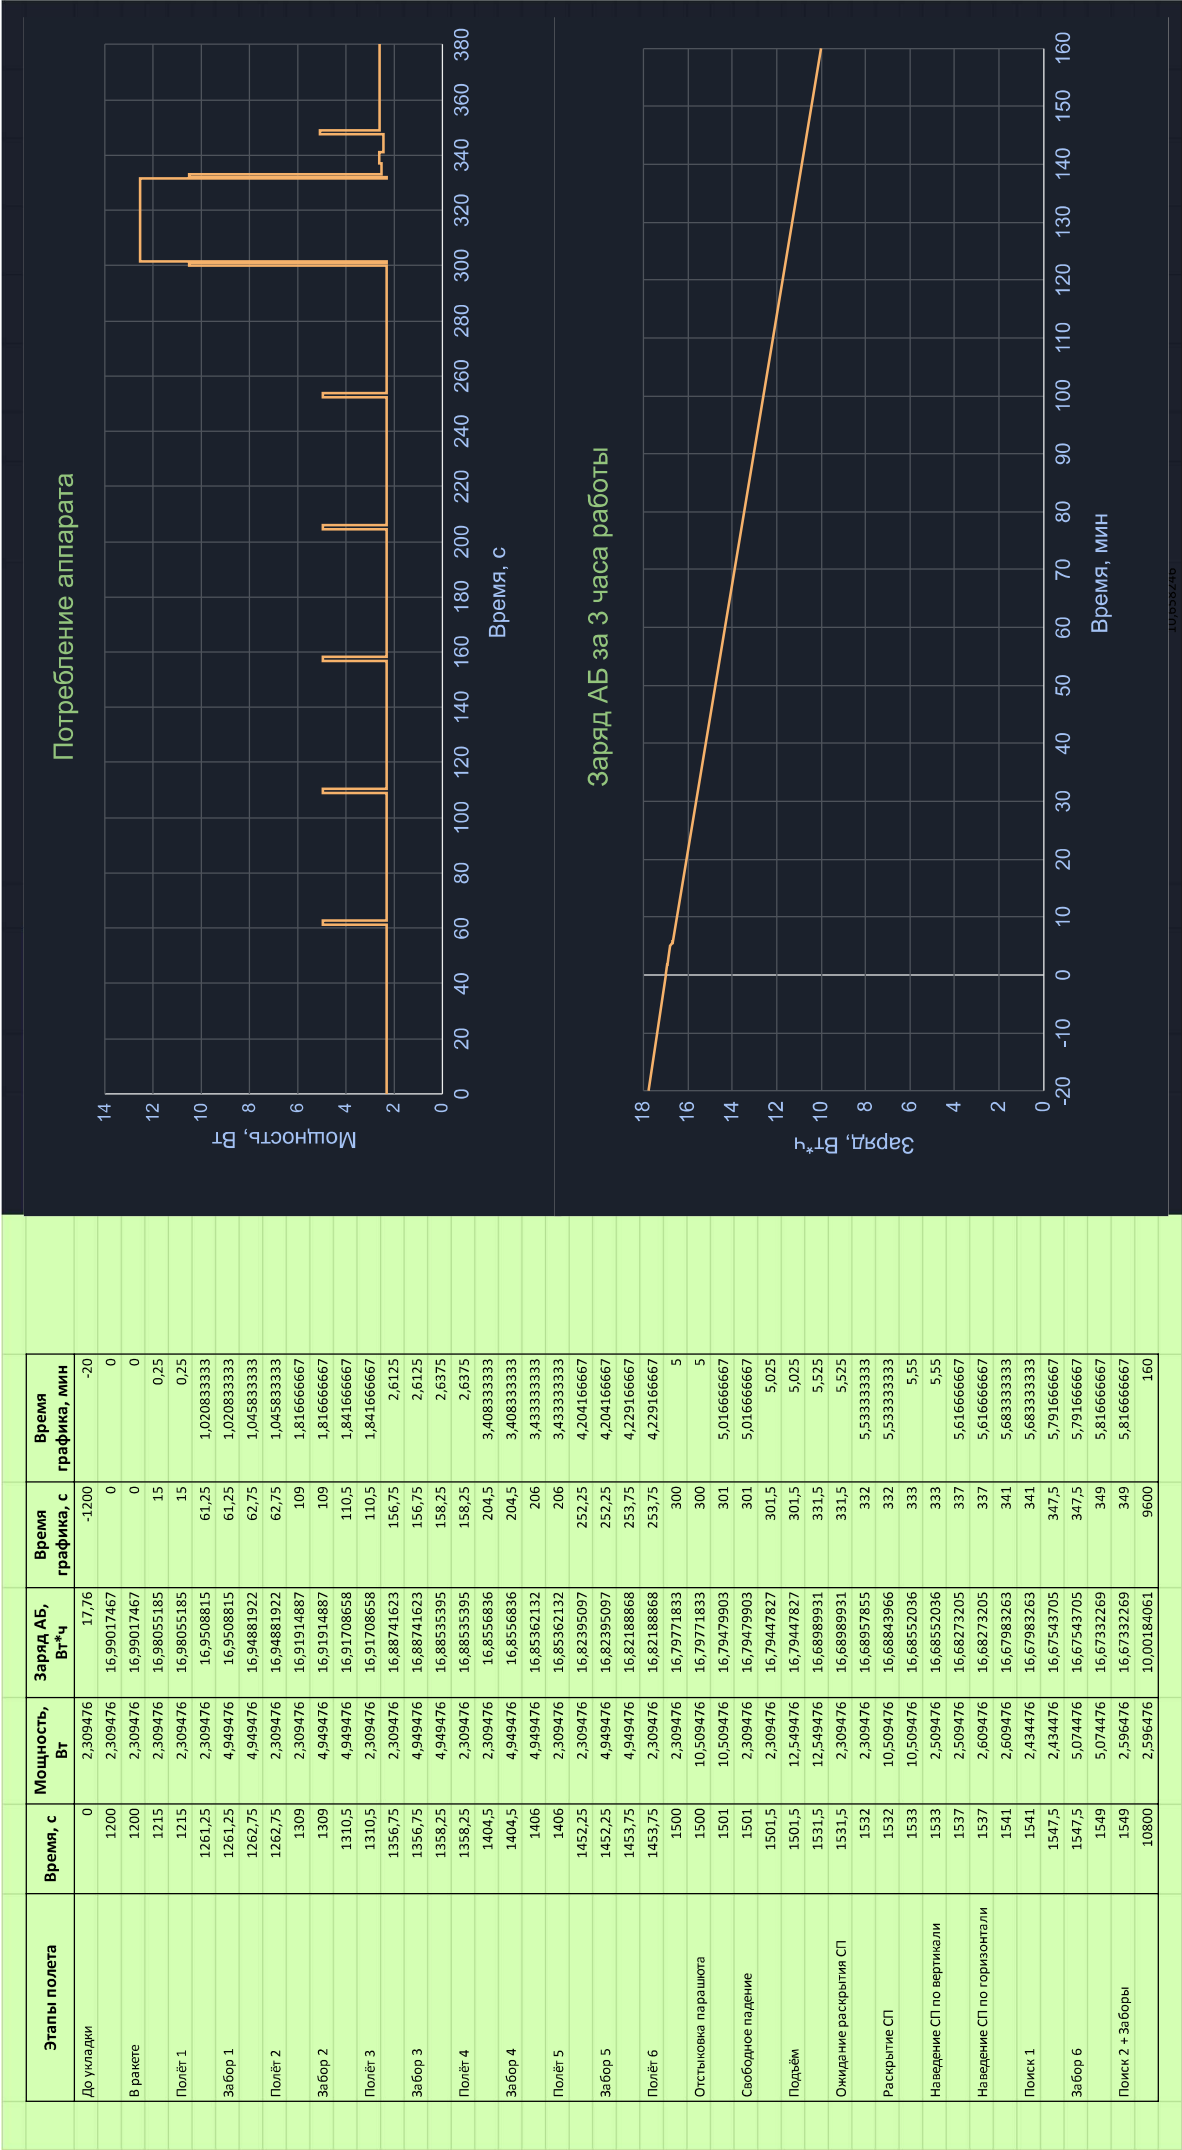 Этапы полета Время, с Мощность, Вт Заряд АБ, Вт*ч Время графика, с Время графика, мин
До укладки 0 2,309476 17,76 -1200 -20
1200 2,309476 16,99017467 0 0
В ракете 1200 2,309476 16,99017467 0 0
1215 2,309476 16,98055185 15 0,25
Полёт 1 1215 2,309476 16,98055185 15 0,25
1261,25 2,309476 16,9508815 61,25 1,020833333
Забор 1 1261,25 4,949476 16,9508815 61,25 1,020833333
1262,75 4,949476 16,94881922 62,75 1,045833333
Полёт 2 1262,75 2,309476 16,94881922 62,75 1,045833333
1309 2,309476 16,91914887 109 1,816666667
Забор 2 1309 4,949476 16,91914887 109 1,816666667
1310,5 4,949476 16,91708658 110,5 1,841666667
Полёт 3 1310,5 2,309476 16,91708658 110,5 1,841666667
1356,75 2,309476 16,88741623 156,75 2,6125
Забор 3 1356,75 4,949476 16,88741623 156,75 2,6125
1358,25 4,949476 16,88535395 158,25 2,6375
Полёт 4 1358,25 2,309476 16,88535395 158,25 2,6375
1404,5 2,309476 16,8556836 204,5 3,408333333
Забор 4 1404,5 4,949476 16,8556836 204,5 3,408333333
1406 4,949476 16,85362132 206 3,433333333
Полёт 5 1406 2,309476 16,85362132 206 3,433333333
1452,25 2,309476 16,82395097 252,25 4,204166667
Забор 5 1452,25 4,949476 16,82395097 252,25 4,204166667
1453,75 4,949476 16,82188868 253,75 4,229166667
Полёт 6 1453,75 2,309476 16,82188868 253,75 4,229166667
1500 2,309476 16,79771833 300 5
Отстыковка парашюта 1500 10,509476 16,79771833 300 5
1501 10,509476 16,79479903 301 5,016666667
Свободное падение 1501 2,309476 16,79479903 301 5,016666667
1501,5 2,309476 16,79447827 301,5 5,025
Подъём 1501,5 12,549476 16,79447827 301,5 5,025
1531,5 12,549476 16,68989931 331,5 5,525
Ожидание раскрытия СП 1531,5 2,309476 16,68989931 331,5 5,525
1532 2,309476 16,68957855 332 5,533333333
Раскрытие СП 1532 10,509476 16,68843966 332 5,533333333
1533 10,509476 16,68552036 333 5,55
Наведение СП по вертикали 1533 2,509476 16,68552036 333 5,55
1537 2,509476 16,68273205 337 5,616666667
Наведение СП по горизонтали 1537 2,609476 16,68273205 337 5,616666667
1541 2,609476 16,67983263 341 5,683333333
Поиск 1 1541 2,434476 16,67983263 341 5,683333333
1547,5 2,434476 16,67543705 347,5 5,791666667
Забор 6 1547,5 5,074476 16,67543705 347,5 5,791666667
1549 5,074476 16,67332269 349 5,816666667
Поиск 2 + Заборы 1549 2,596476 16,67332269 349 5,816666667
10800 2,596476 10,00184061 9600 160
Потребление аппарата
Мощность, Вт
14
12
10
8
6
4
2
0
0 20 40 60 80 100 120 140 160 180 200 220 240 260 280 300 320 340 360 380
Время, с
Заряд АБ за 3 часа работы
Заряд, Вт*ч
18
16
14
12
10
8
6
4
2
0
-20 -10 0 10 20 30 40 50 60 70 80 90 100 110 120 130 140 150 160
Время, мин